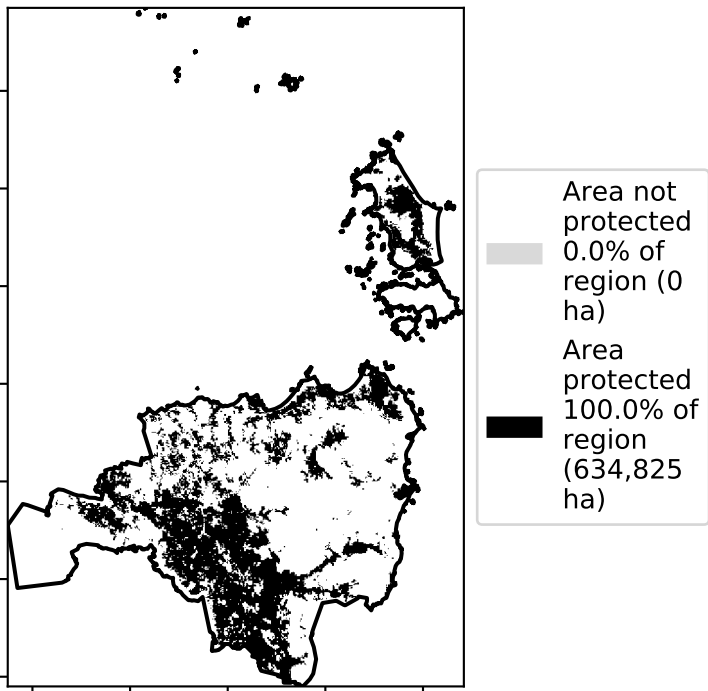 Area not
protected
0.0% of
region (0
ha)
Area
protected
100.0% of
region
(634,825
ha)